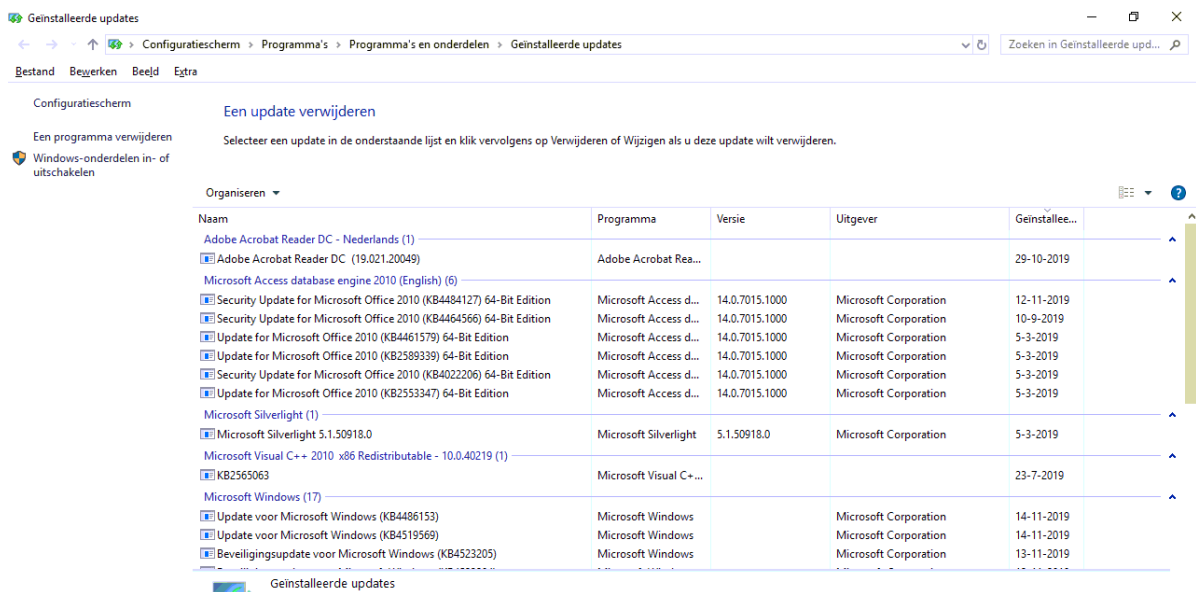 Geïnstalleerde updates
Configuratiescherm > Programma's > Programma's en onderdelen > Geïnstalleerde updates
Zoeken in Geïnstalleerde upd...
Bestand Bewerken Beeld Extra
Configuratiescherm
Een programma verwijderen
Windows-onderdelen in- of
uitschakelen
Een update verwijderen
Selecteer een update in de onderstaande lijst en klik vervolgens op Verwijderen of Wijzigen als u deze update wilt verwijderen.
Organiseren
Naam Programma Versie Uitgever Geïnstallee...
Adobe Acrobat Reader DC - Nederlands (1)
Adobe Acrobat Reader DC (19.021.20049) Adobe Acrobat Rea... 29-10-2019
Microsoft Access database engine 2010 (English) (6)
Security Update for Microsoft Office 2010 (KB4484127) 64-Bit Edition Microsoft Access d... 14.0.7015.1000 Microsoft Corporation 12-11-2019
Security Update for Microsoft Office 2010 (KB4464566) 64-Bit Edition Microsoft Access d... 14.0.7015.1000 Microsoft Corporation 10-9-2019
Update for Microsoft Office 2010 (KB4461579) 64-Bit Edition Microsoft Access d... 14.0.7015.1000 Microsoft Corporation 5-3-2019
Update for Microsoft Office 2010 (KB2589339) 64-Bit Edition Microsoft Access d... 14.0.7015.1000 Microsoft Corporation 5-3-2019
Security Update for Microsoft Office 2010 (KB4022206) 64-Bit Edition Microsoft Access d... 14.0.7015.1000 Microsoft Corporation 5-3-2019
Update for Microsoft Office 2010 (KB2553347) 64-Bit Edition Microsoft Access d... 14.0.7015.1000 Microsoft Corporation 5-3-2019
Microsoft Silverlight (1)
Microsoft Silverlight 5.1.50918.0 Microsoft Silverlight 5.1.50918.0 Microsoft Corporation 5-3-2019
Microsoft Visual C++ 2010 x86 Redistributable - 10.0.40219 (1)
KB2565063 Microsoft Visual C+... 23-7-2019
Microsoft Windows (17)
Update voor Microsoft Windows (KB4486153) Microsoft Windows Microsoft Corporation 14-11-2019
Update voor Microsoft Windows (KB4519569) Microsoft Windows Microsoft Corporation 14-11-2019
Beveiligingsupdate voor Microsoft Windows (KB4523205) Microsoft Windows Microsoft Corporation 13-11-2019
Geïnstalleerde updates